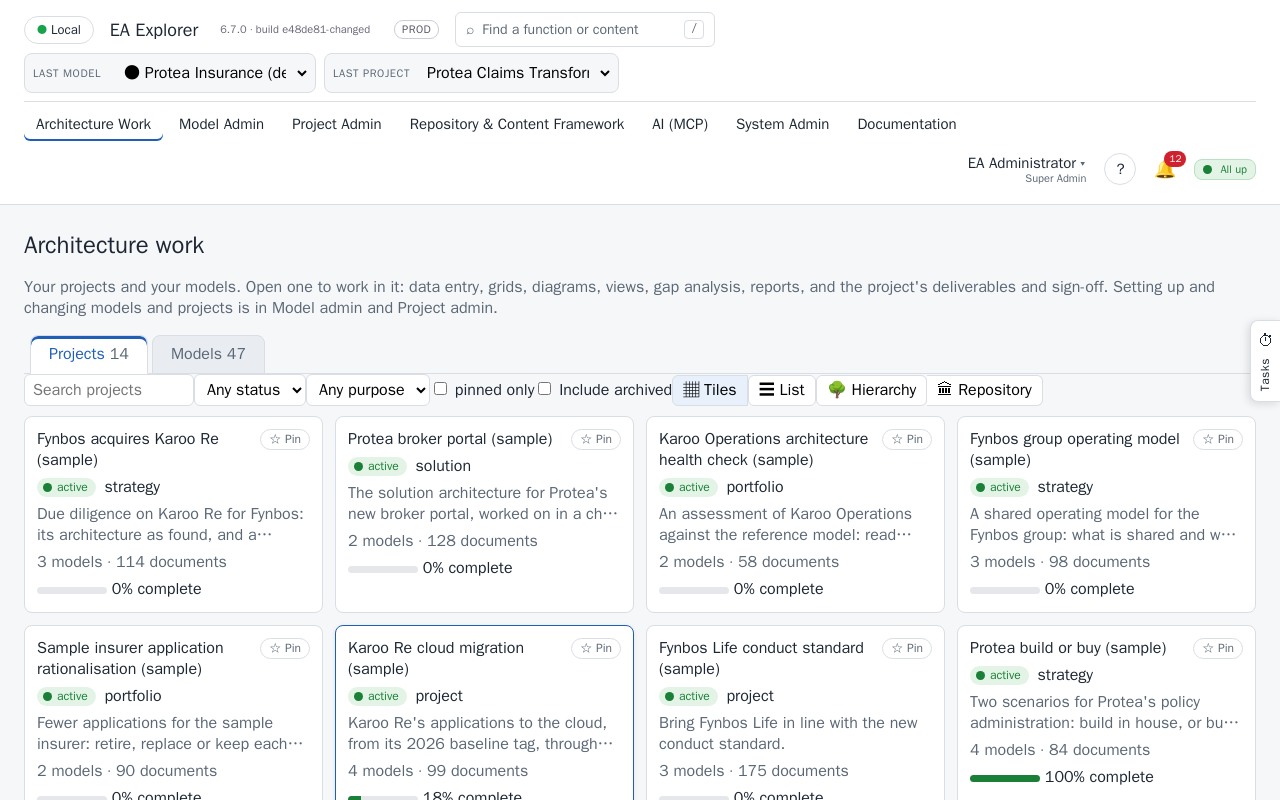 Local EA Explorer 6.7.0 · build e48de81-changed PROD Find a function or content /
LAST MODEL Protea Insurance (de LAST PROJECT Protea Claims Transfor
Architecture Work Model Admin Project Admin Repository & Content Framework AI (MCP) System Admin Documentation
EA Administrator ▾ ? 12 All up
Super Admin
Architecture work
Your projects and your models. Open one to work in it: data entry, grids, diagrams, views, gap analysis, reports, and the project's deliverables and sign-off. Setting up and
changing models and projects is in Model admin and Project admin.
Projects 14 Models 47
Tasks
Search projects Any status Any purpose pinned only Include archived Tiles List Hierarchy Repository
Fynbos acquires Karoo Re
(sample)
☆ Pin
active strategy
Due diligence on Karoo Re for Fynbos:
its architecture as found, and a…
3 models · 114 documents
0% complete
Protea broker portal (sample)
☆ Pin
active solution
The solution architecture for Protea's
new broker portal, worked on in a ch…
2 models · 128 documents
0% complete
Karoo Operations architecture
health check (sample)
☆ Pin
active portfolio
An assessment of Karoo Operations
against the reference model: read…
2 models · 58 documents
0% complete
Fynbos group operating model
(sample)
☆ Pin
active strategy
A shared operating model for the
Fynbos group: what is shared and w…
3 models · 98 documents
0% complete
Sample insurer application
rationalisation (sample)
☆ Pin
active portfolio
Fewer applications for the sample
insurer: retire, replace or keep each…
2 models · 90 documents
0% complete
Karoo Re cloud migration
(sample)
☆ Pin
active project
Karoo Re's applications to the cloud,
from its 2026 baseline tag, through…
4 models · 99 documents
18% complete
Fynbos Life conduct standard
(sample)
☆ Pin
active project
Bring Fynbos Life in line with the new
conduct standard.
3 models · 175 documents
0% complete
Protea build or buy (sample)
☆ Pin
active strategy
Two scenarios for Protea's policy
administration: build in house, or bu…
4 models · 84 documents
100% complete